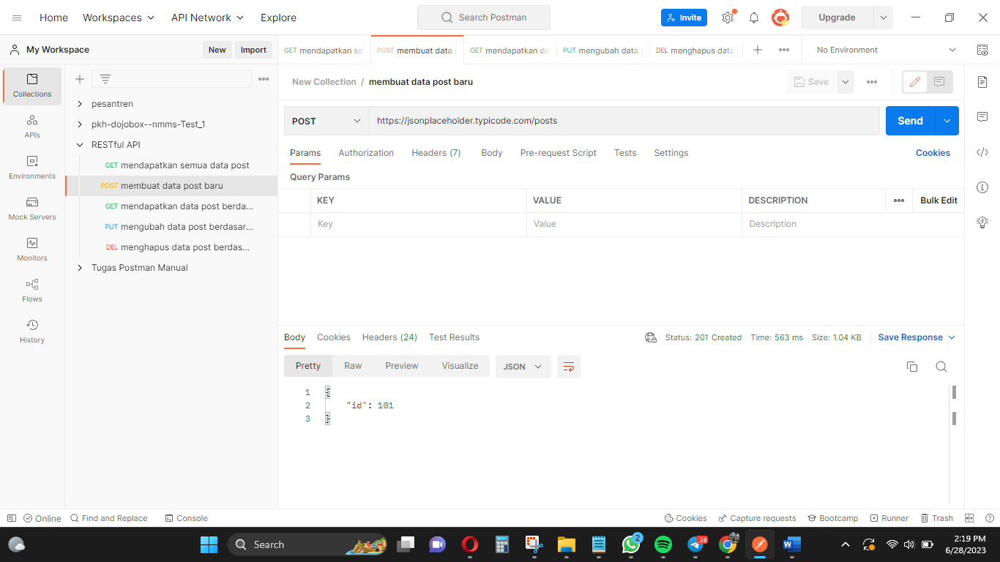 Home Workspaces API Network Explore Search Postman Invite Upgrade
My Workspace New Import GET mendapatkan se POST membuat data GET mendapatkan da PUT mengubah data DEL menghapus data No Environment
Collections
APIs
Environments
Mock Servers
Monitors
Flows
History
pesantren
pkh-dojobox--nmms-Test_1
RESTful API
GET mendapatkan semua data post
POST membuat data post baru
GET mendapatkan data post berda...
PUT mengubah data post berdasar...
DEL menghapus data post berdas...
Tugas Postman Manual
New Collection / membuat data post baru Save
POST https://jsonplaceholder.typicode.com/posts Send
Params Authorization Headers (7) Body Pre-request Script Tests Settings Cookies
Query Params
KEY VALUE DESCRIPTION Bulk Edit
Key Value Description
Body Cookies Headers (24) Test Results Status: 201 Created Time: 563 ms Size: 1.04 KB Save Response
Pretty Raw Preview Visualize JSON
1 {
2 "id": 101
3 }
Online Find and Replace Console Cookies Capture requests Bootcamp Runner Trash
Search 2 28 2:19 PM
6/28/2023